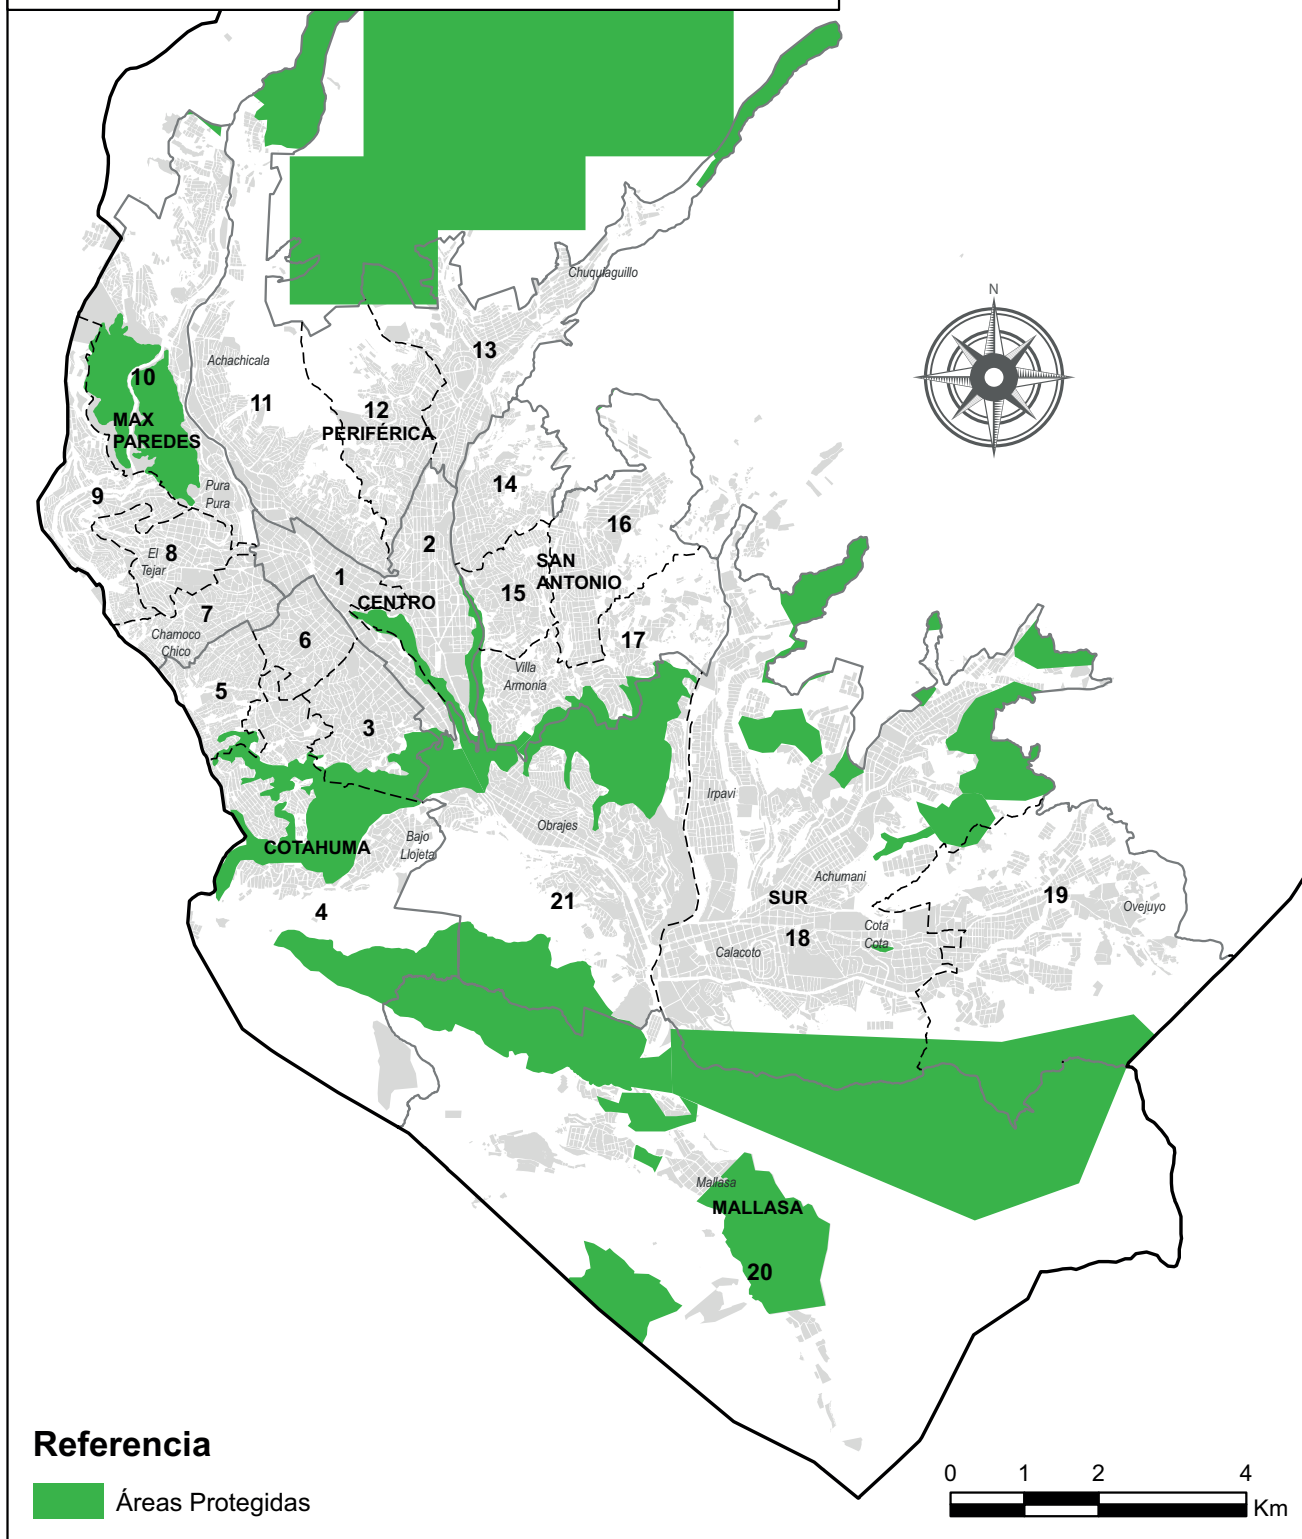 Chuquiaguillo
N
13
Achachicala
10
11
12
PERIFÉRICA
MAX
PAREDES
14
Pura
Pura
9
16
2
8
El
Tejar
SAN
ANTONIO
1
15
CENTRO
7
6
17
Chamoco
Chico
Villa
Armonia
5
3
Irpavi
Obrajes
Bajo
Llojeta
COTAHUMA
Achumani
SUR
19
21
4
Ovejuyo
Cota
Cota
18
Calacoto
Mallasa
MALLASA
20
Referencia
Áreas Protegidas
0 1 2 4
Km